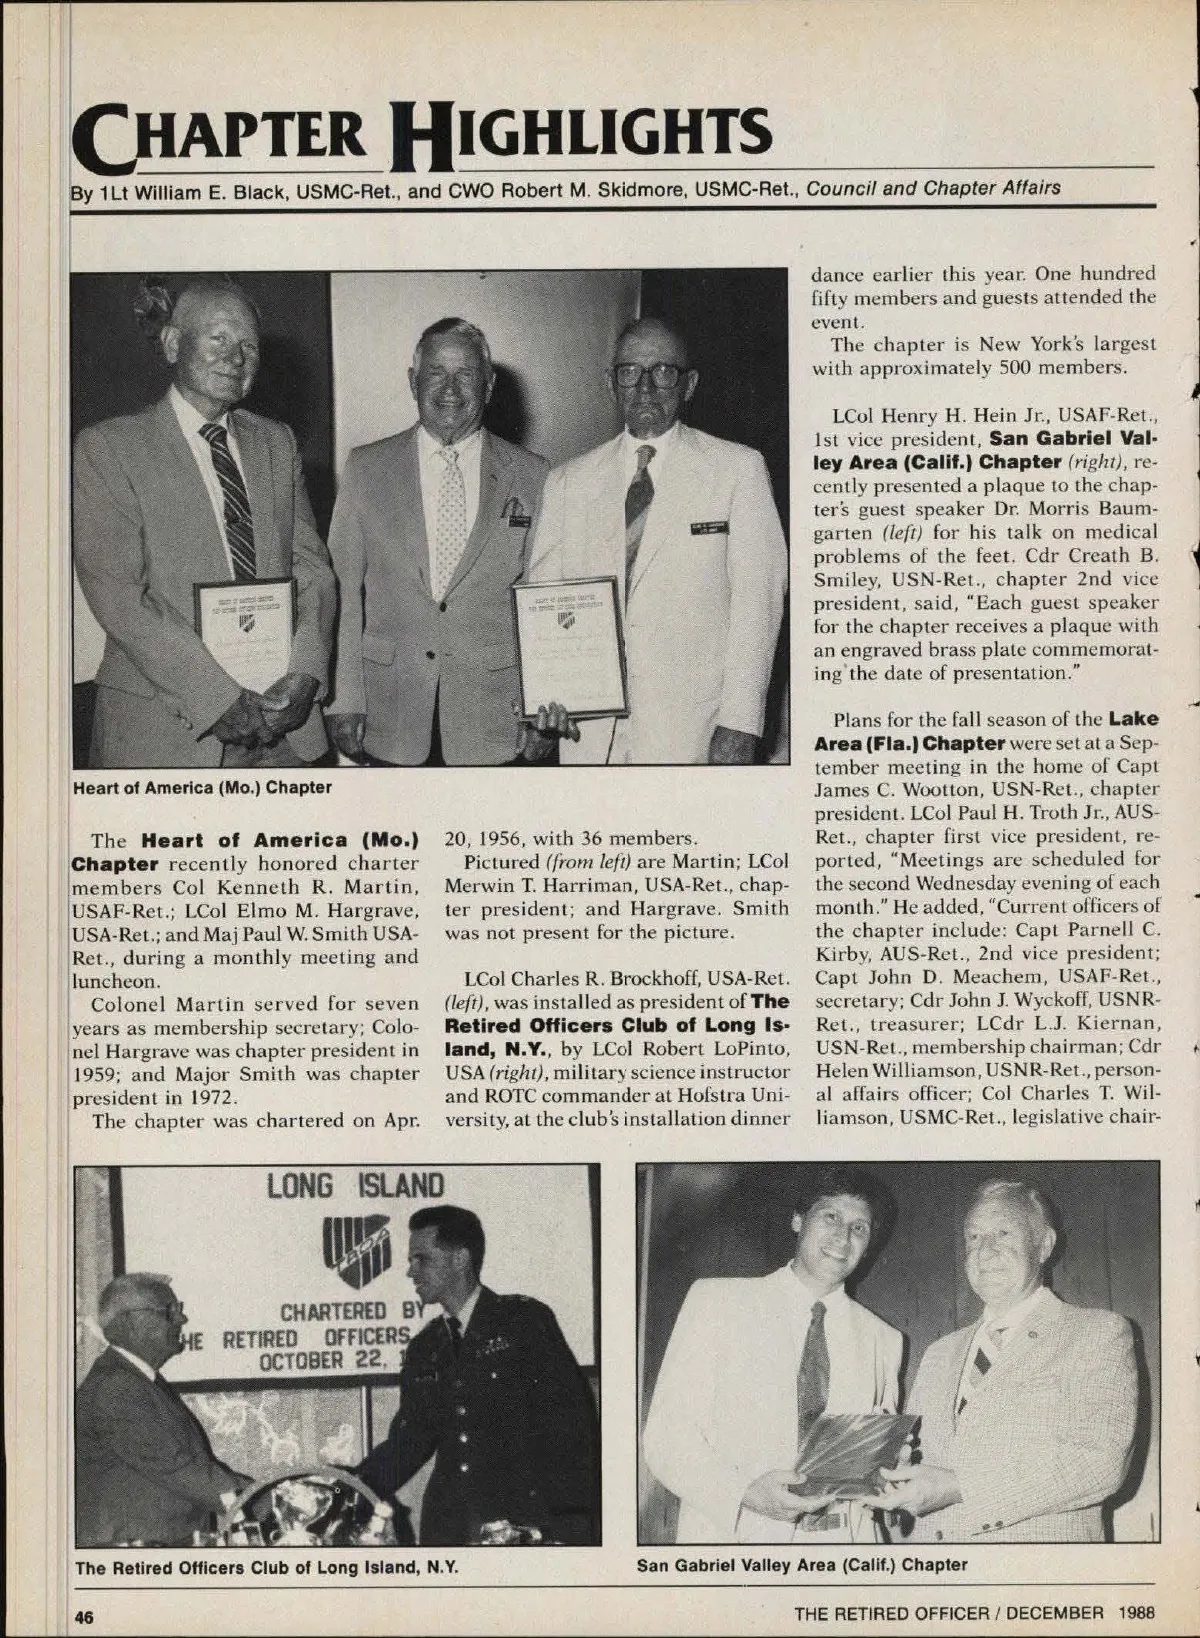 CHAPTER HIGHLIGHTS
By 1Lt William E. Black, USMC-Ret., and CWO Robert M. Skidmore, USMC-Ret., Council and Chapter Affairs
Heart of America (Mo.) Chapter
The Heart of America (Mo.)
Chapter recently honored charter
members Col Kenneth R. Martin,
USAF-Ret.; LCol Elmo M. Hargrave,
USA-Ret.; and Maj Paul W. Smith USA-
Ret., during a monthly meeting and
luncheon.
Colonel Martin served for seven
years as membership secretary; Colo-
nel Hargrave was chapter president in
1959; and Major Smith was chapter
president in 1972.
The chapter was chartered on Apr.
20, 1956, with 36 members.
Pictured (from left) are Martin; LCol
Merwin T. Harriman, USA-Ret., chap-
ter president; and Hargrave. Smith
was not present for the picture.
LCol Charles R. Brockhoff, USA-Ret.
(left), was installed as president of The
Retired Officers Club of Long Is-
land, N.Y., by LCol Robert LoPinto,
USA (right), military science instructor
and ROTC commander at Hofstra Uni-
versity, at the club's installation dinner
dance earlier this year. One hundred
fifty members and guests attended the
event.
The chapter is New York's largest
with approximately 500 members.
LCol Henry H. Hein Jr., USAF-Ret.,
1st vice president, San Gabriel Val-
ley Area (Calif.) Chapter (right), re-
cently presented a plaque to the chap-
ter's guest speaker Dr. Morris Baum-
garten (left) for his talk on medical
problems of the feet. Cdr Creath B.
Smiley, USN-Ret., chapter 2nd vice
president, said, "Each guest speaker
for the chapter receives a plaque with
an engraved brass plate commemorat-
ing the date of presentation."
Plans for the fall season of the Lake
Area (Fla.) Chapter were set at a Sep-
tember meeting in the home of Capt
James C. Wootton, USN-Ret., chapter
president. LCol Paul H. Troth Jr., AUS-
Ret., chapter first vice president, re-
ported, "Meetings are scheduled for
the second Wednesday evening of each
month." He added, "Current officers of
the chapter include: Capt Parnell C.
Kirby, AUS-Ret., 2nd vice president;
Capt John D. Meachem, USAF-Ret.,
secretary; Cdr John J. Wyckoff, USNR-
Ret., treasurer; LCdr L.J. Kiernan,
USN-Ret., membership chairman; Cdr
Helen Williamson, USNR-Ret., person-
al affairs officer; Col Charles T. Wil-
liamson, USMC-Ret., legislative chair-
LONG ISLAND
CHARTERED BY
HE RETIRED OFFICERS
OCTOBER 22, 1
The Retired Officers Club of Long Island, N.Y.
San Gabriel Valley Area (Calif.) Chapter
46
THE RETIRED OFFICER / DECEMBER 1988